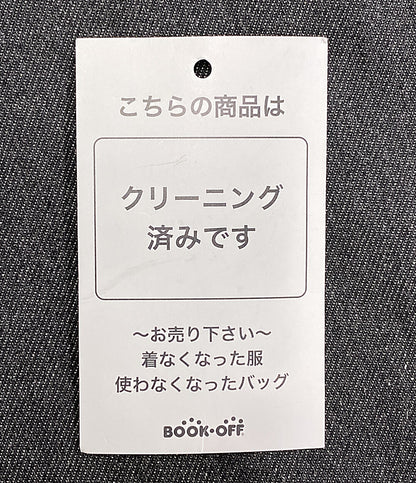 こちらの商品は
クリーニング
済みです
〜お売り下さい〜
着なくなった服
使わなくなったバッグ
BOOK・OFF